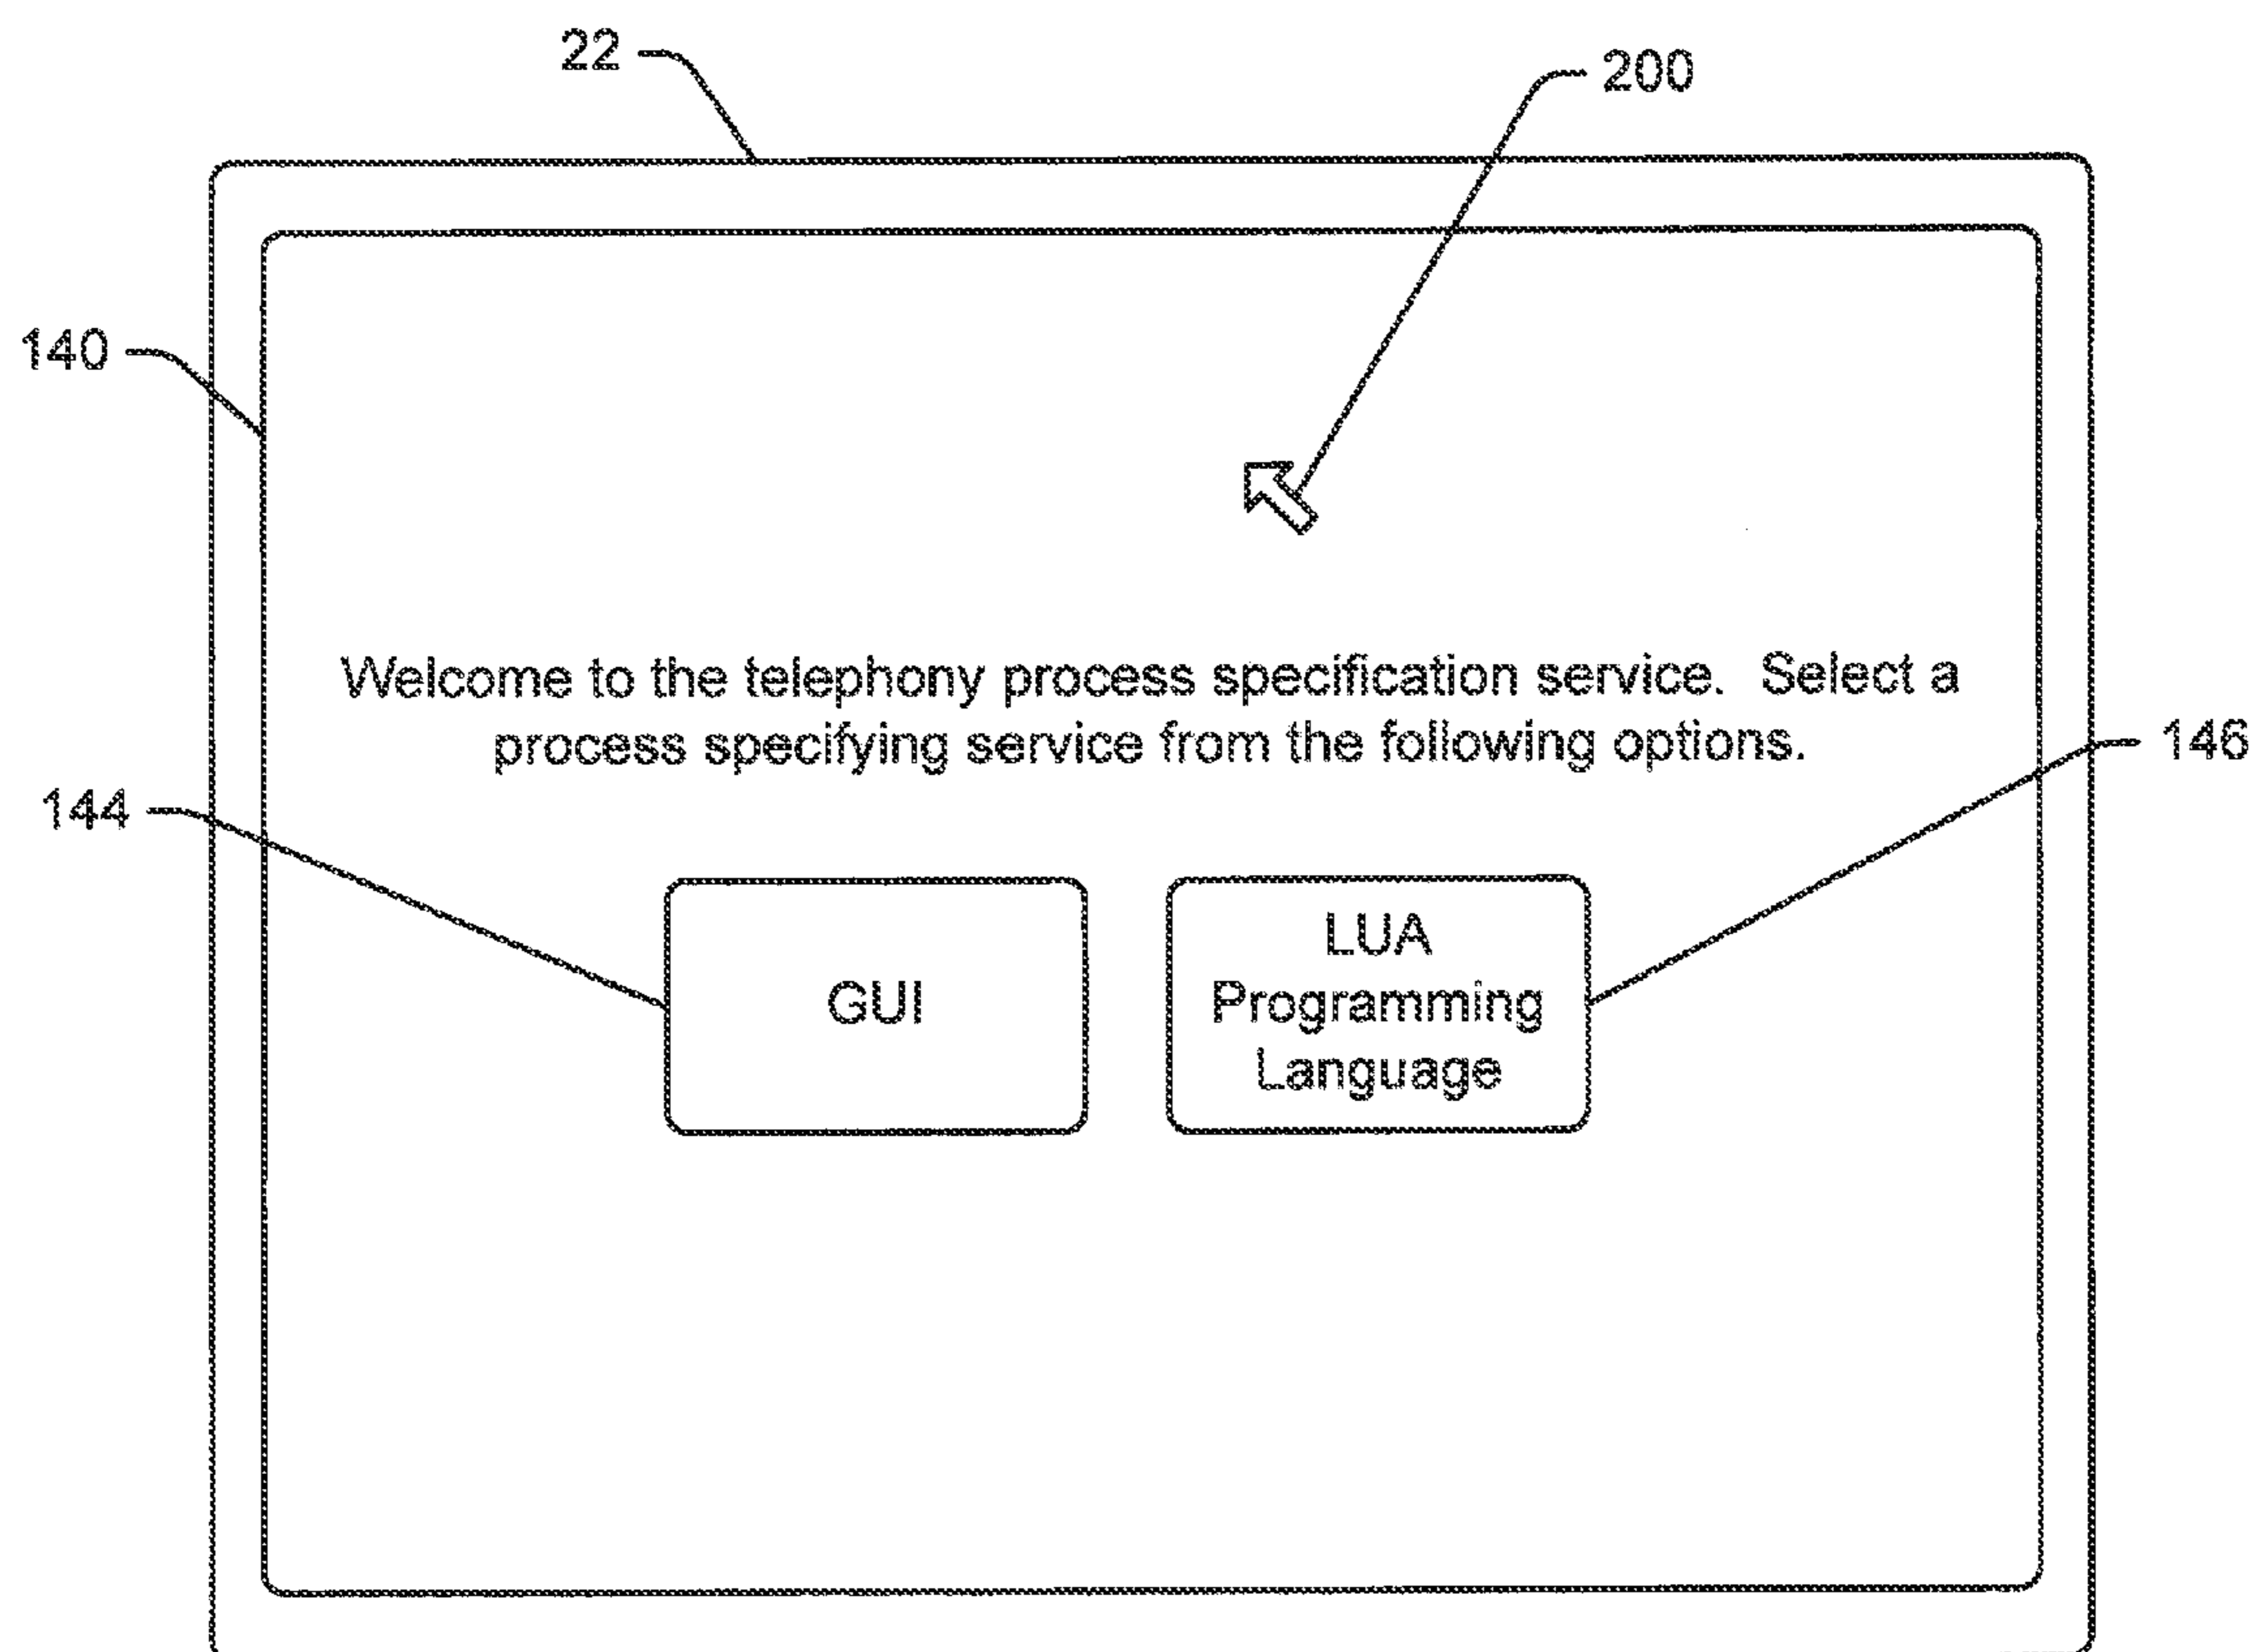 22
200
140
Welcome to the telephony process specification service. Select a
process specifying service from the following options.
146
144
GUI
LUA
Programming
Language